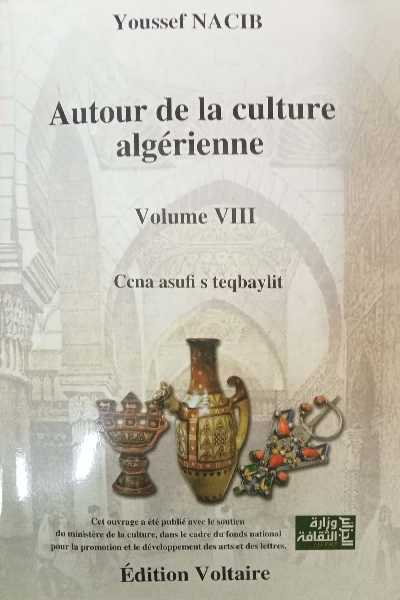 Youssef NACIB
Autour de la culture
algérienne
Volume VIII
Ccna asufi s teqbaylit
وزارة
الثقافة
الجزائر
Cet ouvrage a été publié avec le soutien
du ministère de la culture, dans le cadre du fonds national
pour la promotion et le développement des arts et des lettres.
Édition Voltaire